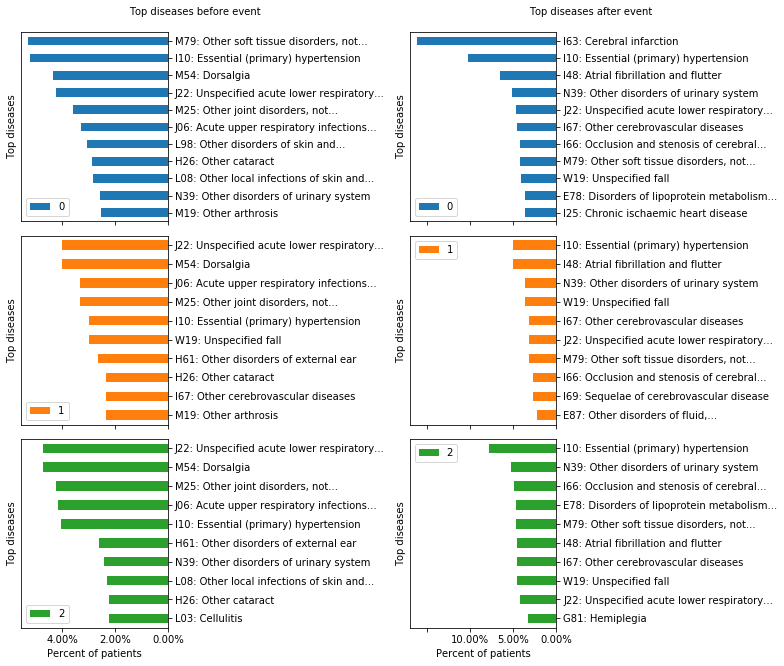 Top diseases before event
Top diseases
M79: Other soft tissue disorders, not...
I10: Essential (primary) hypertension
M54: Dorsalgia
J22: Unspecified acute lower respiratory...
M25: Other joint disorders, not...
J06: Acute upper respiratory infections...
L98: Other disorders of skin and...
H26: Other cataract
L08: Other local infections of skin and...
N39: Other disorders of urinary system
M19: Other arthrosis
0
Top diseases
J22: Unspecified acute lower respiratory...
M54: Dorsalgia
J06: Acute upper respiratory infections...
M25: Other joint disorders, not...
I10: Essential (primary) hypertension
W19: Unspecified fall
H61: Other disorders of external ear
H26: Other cataract
I67: Other cerebrovascular diseases
M19: Other arthrosis
1
Top diseases
J22: Unspecified acute lower respiratory...
M54: Dorsalgia
M25: Other joint disorders, not...
J06: Acute upper respiratory infections...
I10: Essential (primary) hypertension
H61: Other disorders of external ear
N39: Other disorders of urinary system
L08: Other local infections of skin and...
H26: Other cataract
L03: Cellulitis
2
4.00% 2.00% 0.00%
Percent of patients
Top diseases after event
Top diseases
I63: Cerebral infarction
I10: Essential (primary) hypertension
I48: Atrial fibrillation and flutter
N39: Other disorders of urinary system
J22: Unspecified acute lower respiratory...
I67: Other cerebrovascular diseases
I66: Occlusion and stenosis of cerebral...
M79: Other soft tissue disorders, not...
W19: Unspecified fall
E78: Disorders of lipoprotein metabolism...
I25: Chronic ischaemic heart disease
0
Top diseases
1
I10: Essential (primary) hypertension
I48: Atrial fibrillation and flutter
N39: Other disorders of urinary system
W19: Unspecified fall
I67: Other cerebrovascular diseases
J22: Unspecified acute lower respiratory...
M79: Other soft tissue disorders, not...
I66: Occlusion and stenosis of cerebral...
I69: Sequelae of cerebrovascular disease
E87: Other disorders of fluid,...
Top diseases
2
I10: Essential (primary) hypertension
N39: Other disorders of urinary system
I66: Occlusion and stenosis of cerebral...
E78: Disorders of lipoprotein metabolism...
M79: Other soft tissue disorders, not...
I48: Atrial fibrillation and flutter
I67: Other cerebrovascular diseases
W19: Unspecified fall
J22: Unspecified acute lower respiratory...
G81: Hemiplegia
10.00% 5.00% 0.00%
Percent of patients